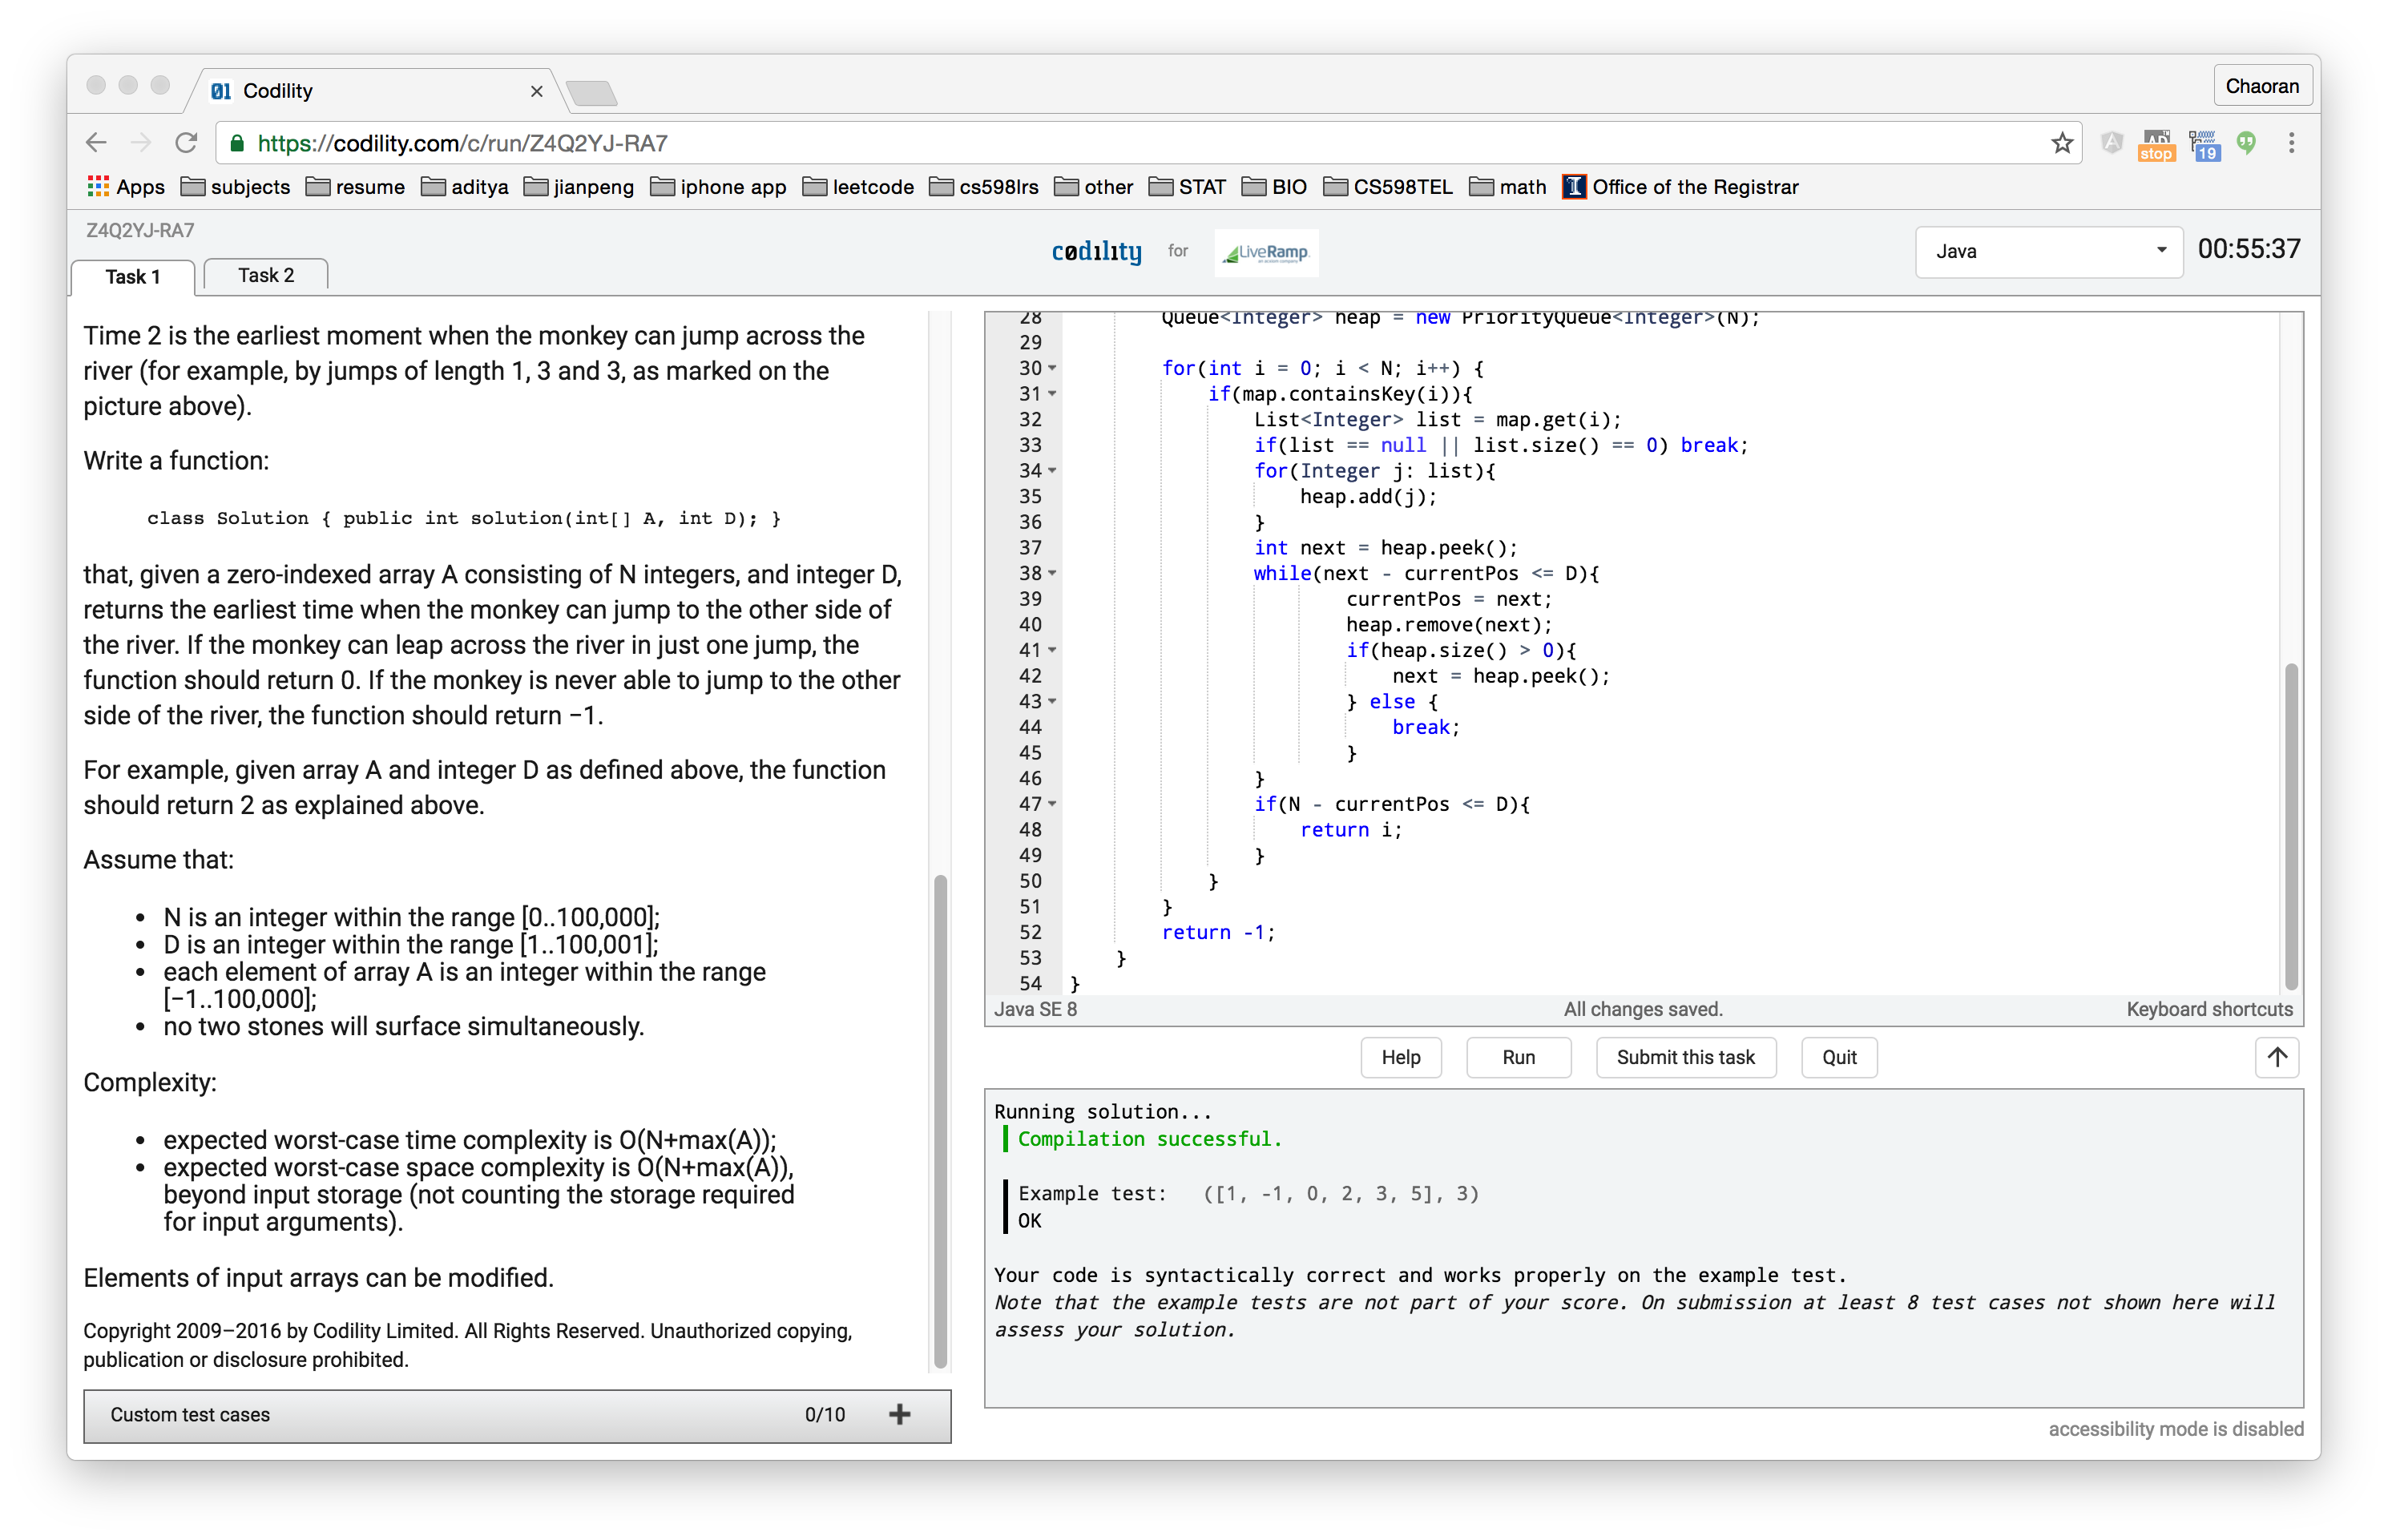 Codility
Chaoran
https://codility.com/c/run/Z4Q2YJ-RA7
stop
19
Apps subjects resume aditya jianpeng iphone app leetcode cs598lrs other STAT BIO CS598TEL math Office of the Registrar
Z4Q2YJ-RA7
Task 1
Task 2
codility for LiveRamp
Java
00:55:37
Time 2 is the earliest moment when the monkey can jump across the
river (for example, by jumps of length 1, 3 and 3, as marked on the
picture above).
Write a function:
class Solution { public int solution(int[] A, int D); }
that, given a zero-indexed array A consisting of N integers, and integer D,
returns the earliest time when the monkey can jump to the other side of
the river. If the monkey can leap across the river in just one jump, the
function should return 0. If the monkey is never able to jump to the other
side of the river, the function should return −1.
For example, given array A and integer D as defined above, the function
should return 2 as explained above.
Assume that:
• N is an integer within the range [0..100,000];
• D is an integer within the range [1..100,001];
• each element of array A is an integer within the range
[−1..100,000];
• no two stones will surface simultaneously.
Complexity:
• expected worst-case time complexity is O(N+max(A));
• expected worst-case space complexity is O(N+max(A)),
beyond input storage (not counting the storage required
for input arguments).
Elements of input arrays can be modified.
Copyright 2009–2016 by Codility Limited. All Rights Reserved. Unauthorized copying,
publication or disclosure prohibited.
Custom test cases 0/10 +
28 Queue<Integer> heap = new PriorityQueue<Integer>(N);
29
30 for(int i = 0; i < N; i++) {
31 if(map.containsKey(i)){
32 List<Integer> list = map.get(i);
33 if(list == null || list.size() == 0) break;
34 for(Integer j: list){
35 heap.add(j);
36 }
37 int next = heap.peek();
38 while(next - currentPos <= D){
39 currentPos = next;
40 heap.remove(next);
41 if(heap.size() > 0){
42 next = heap.peek();
43 } else {
44 break;
45 }
46 }
47 if(N - currentPos <= D){
48 return i;
49 }
50 }
51 }
52 return -1;
53 }
54 }
Java SE 8 All changes saved. Keyboard shortcuts
Help Run Submit this task Quit
Running solution...
Compilation successful.
Example test: ([1, -1, 0, 2, 3, 5], 3)
OK
Your code is syntactically correct and works properly on the example test.
Note that the example tests are not part of your score. On submission at least 8 test cases not shown here will
assess your solution.
accessibility mode is disabled